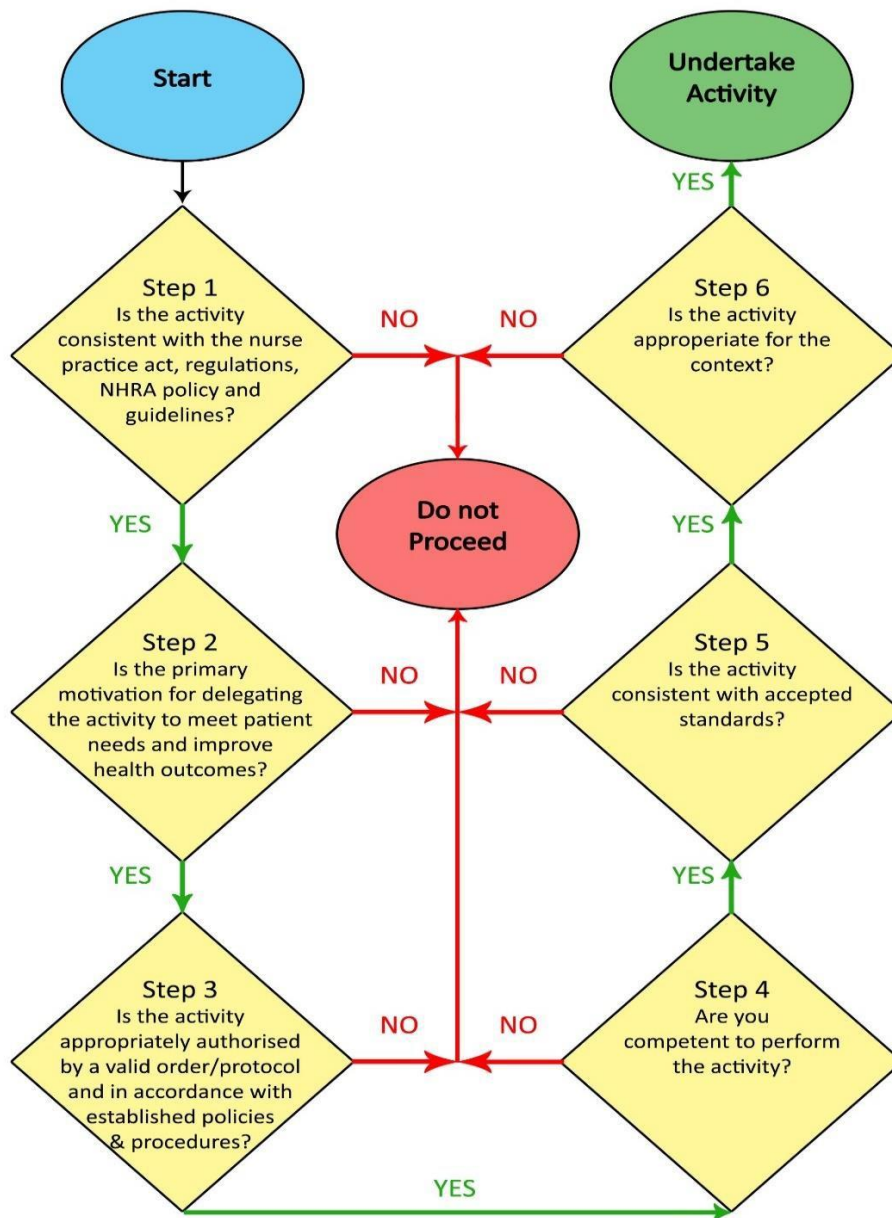 Start
Step 1
Is the activity
consistent with the nurse
practice act, regulations,
NHRA policy and
guidelines?
NO
YES
Step 2
Is the primary
motivation for delegating
the activity to meet patient
needs and improve
health outcomes?
NO
YES
Step 3
Is the activity
appropriately authorised
by a valid order/protocol
and in accordance with
established policies
& procedures?
NO
YES
Do not
Proceed
Step 4
Are you
competent to perform
the activity?
NO
YES
Step 5
Is the activity
consistent with accepted
standards?
NO
YES
Step 6
Is the activity
approperiate for the
context?
NO
YES
Undertake
Activity